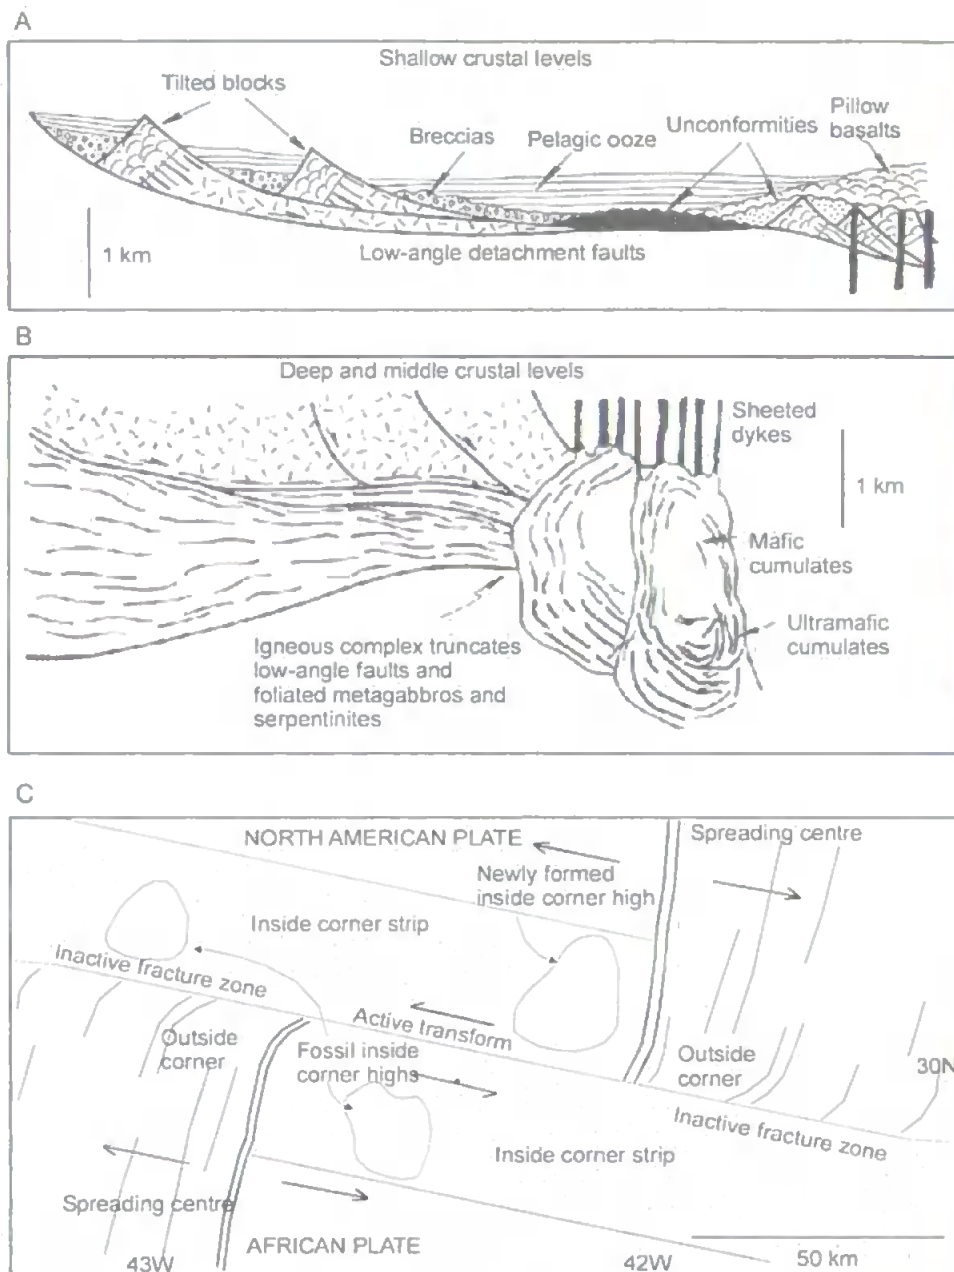 A
Shallow crustal levels
Tilted blocks
Breccias
Pelagic ooze
Unconformities
Pillow
basalts
1 km
Low-angle detachment faults
B
Deep and middle crustal levels
Sheeted
dykes
1 km
Mafic
cumulates
Ultramafic
cumulates
Igneous complex truncates
low-angle faults and
foliated metagabbros and
serpentinites
C
NORTH AMERICAN PLATE
Spreading centre
Newly formed
inside corner high
Inside corner strip
Inactive fracture zone
Active transform
Outside
corner
Fossil inside
corner highs
Outside
corner
30N
Inactive fracture zone
Inside corner strip
Spreading centre
AFRICAN PLATE
43W
42W
50 km